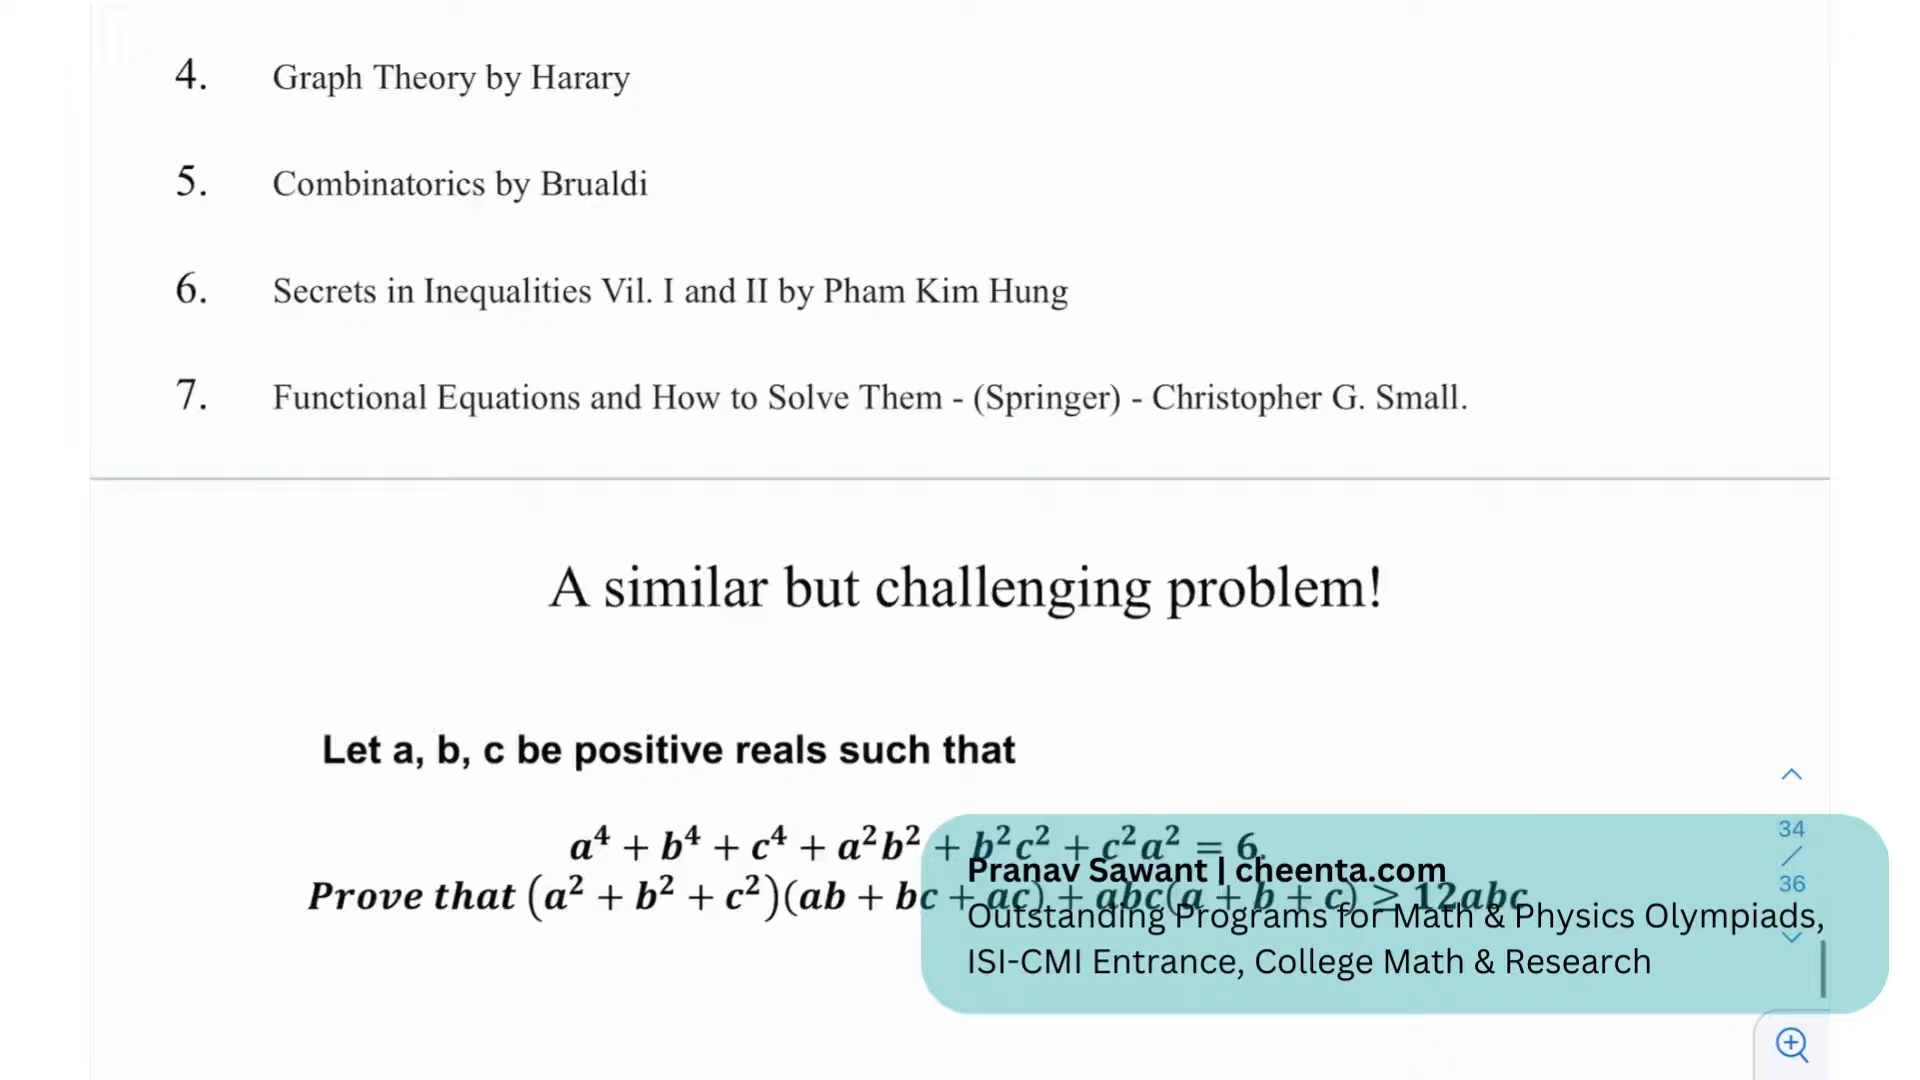 4. Graph Theory by Harary
5. Combinatorics by Brualdi
6. Secrets in Inequalities Vil. I and II by Pham Kim Hung
7. Functional Equations and How to Solve Them - (Springer) - Christopher G. Small.
A similar but challenging problem!
Let a, b, c be positive reals such that
a⁴ + b⁴ + c⁴ + a²b² + b²c² + c²a² = 6.
Prove that (a² + b² + c²)(ab + bc + ac) + abc(a + b + c) ≥ 12abc
Pranav Sawant | cheenta.com
Outstanding Programs for Math & Physics Olympiads,
ISI-CMI Entrance, College Math & Research
34
/
36